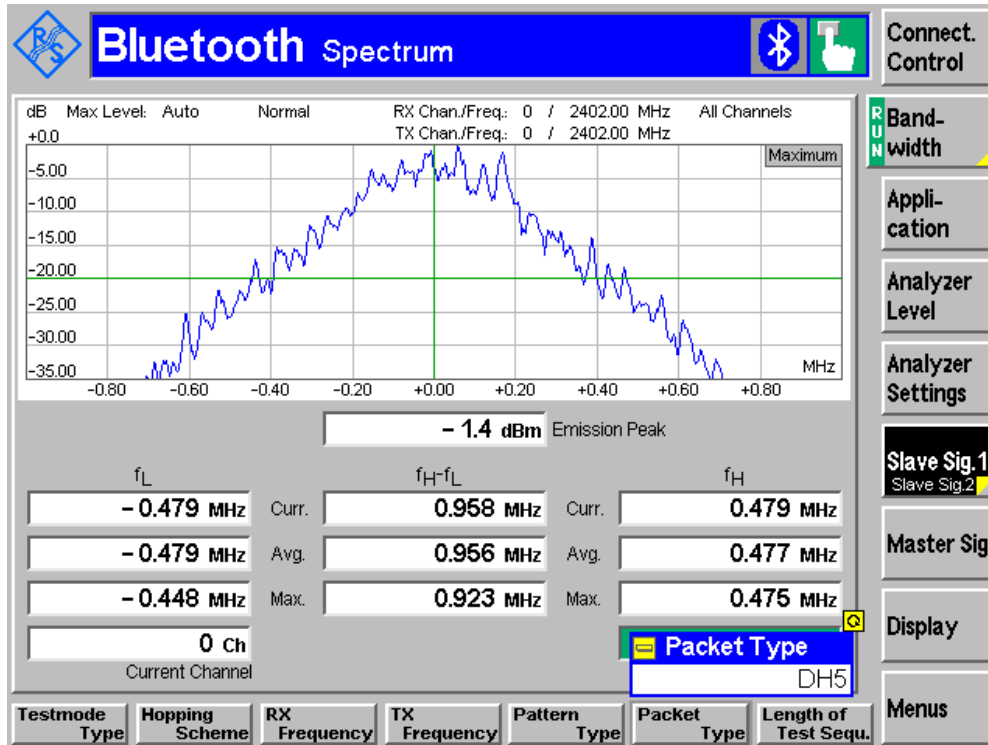 R&S
Bluetooth Spectrum
Connect. Control
dB Max Level: Auto Normal RX Chan./Freq.: 0 / 2402.00 MHz All Channels
+0.0 TX Chan./Freq.: 0 / 2402.00 MHz
Maximum
-5.00
-10.00
-15.00
-20.00
-25.00
-30.00
-35.00
MHz
-0.80 -0.60 -0.40 -0.20 +0.00 +0.20 +0.40 +0.60 +0.80
- 1.4 dBm Emission Peak
fL fH-fL fH
- 0.479 MHz Curr. 0.958 MHz Curr. 0.479 MHz
- 0.479 MHz Avg. 0.956 MHz Avg. 0.477 MHz
- 0.448 MHz Max. 0.923 MHz Max. 0.475 MHz
0 Ch
Current Channel
Packet Type
DH5
RUN
Band-
width
Appli-
cation
Analyzer
Level
Analyzer
Settings
Slave Sig.1
Slave Sig.2
Master Sig
Display
Menus
Testmode Type
Hopping Scheme
RX Frequency
TX Frequency
Pattern Type
Packet Type
Length of Test Sequ.